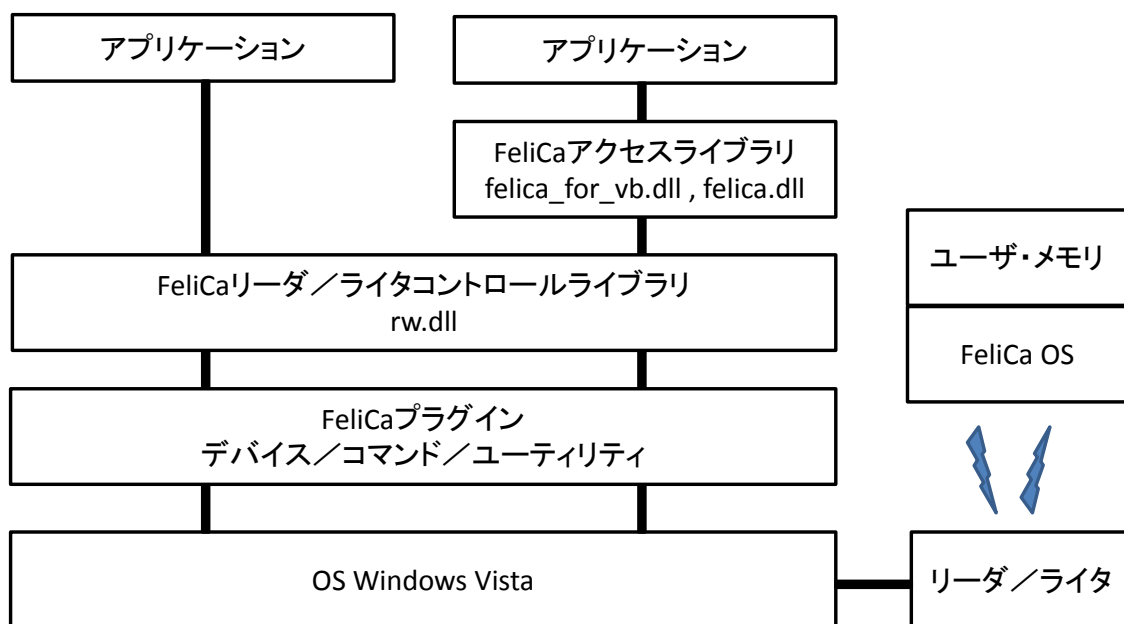 アプリケーション
アプリケーション
FeliCaアクセスライブラリ
felica_for_vb.dll , felica.dll
FeliCaリーダ／ライタコントロールライブラリ
rw.dll
FeliCaプラグイン
デバイス／コマンド／ユーティリティ
OS Windows Vista
ユーザ・メモリ
FeliCa OS
リーダ／ライタ